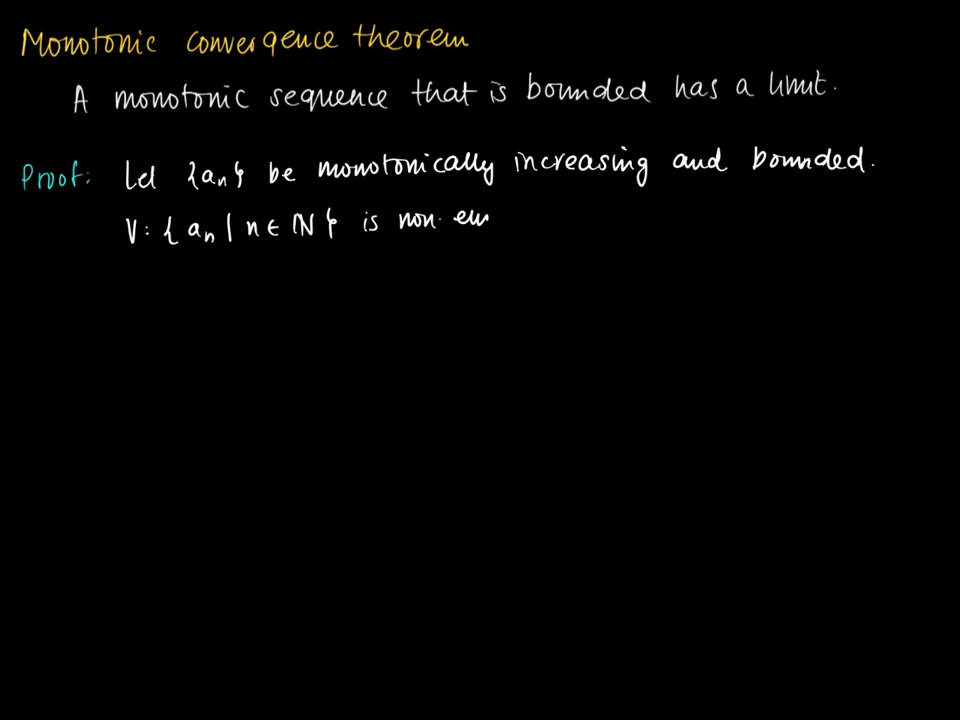 Monotonic convergence theorem
A monotonic sequence that is bounded has a limit.
Proof: Let {aₙ} be monotonically increasing and bounded.
V: {aₙ | n ∈ ℕ} is non-em